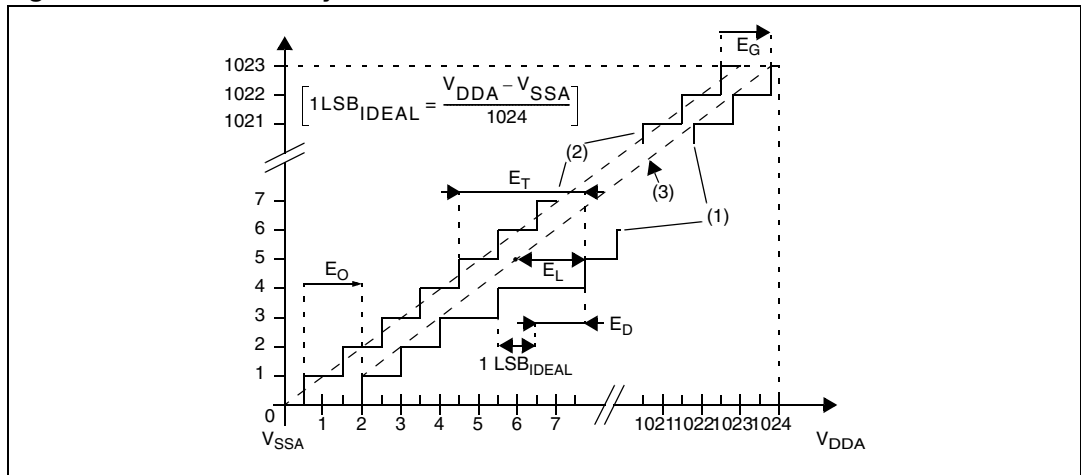 E_G
1023
1022
1021
[1LSB_IDEAL = (V_DDA - V_SSA) / 1024]
(2)
E_T
(3)
(1)
7
6
5
4
3
2
1
E_O
E_L
E_D
1 LSB_IDEAL
0
1 2 3 4 5 6 7 1021 1022 1023 1024
V_SSA
V_DDA